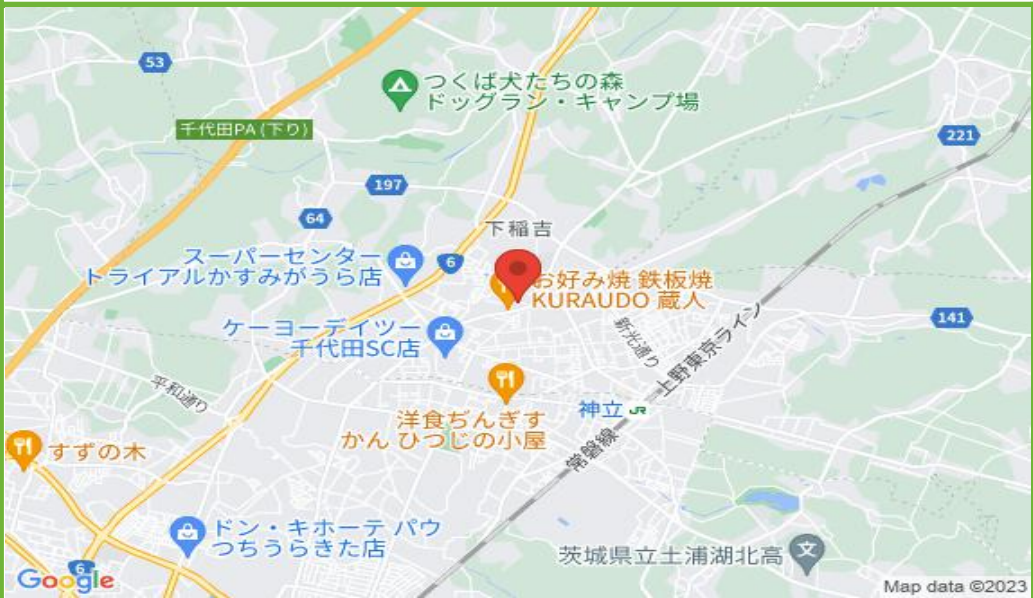 53
つくば犬たちの森
ドッグラン・キャンプ場
千代田PA (下り)
221
197
64
下稲吉
スーパーセンター
トライアルかすみがうら店
6
お好み焼 鉄板焼
KURAUDO 蔵人
ケーヨーデイツー
千代田SC店
新光通り
上野東京ライン
141
平和通り
洋食ぢんぎす
かん ひつじの小屋
神立 JR
すずの木
常磐線
ドン・キホーテ パウ
つちうらきた店
茨城県立土浦湖北高
文
6
Google
Map data ©2023